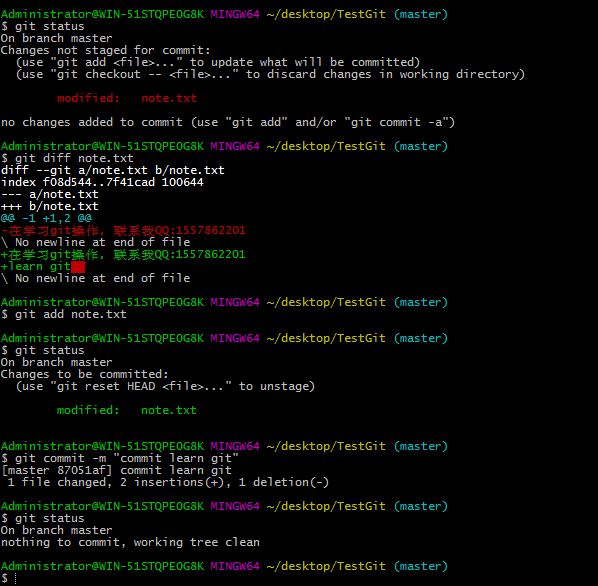 Administrator@WIN-51STQPEOG8K MINGW64 ~/desktop/TestGit (master)
$ git status
On branch master
Changes not staged for commit:
  (use "git add <file>..." to update what will be committed)
  (use "git checkout -- <file>..." to discard changes in working directory)

        modified:   note.txt

no changes added to commit (use "git add" and/or "git commit -a")

Administrator@WIN-51STQPEOG8K MINGW64 ~/desktop/TestGit (master)
$ git diff note.txt
diff --git a/note.txt b/note.txt
index f08d544..7f41cad 100644
--- a/note.txt
+++ b/note.txt
@@ -1 +1,2 @@
-在学习git操作, 联系我QQ:1557862201
\ No newline at end of file
+在学习git操作, 联系我QQ:1557862201
+learn git
\ No newline at end of file

Administrator@WIN-51STQPEOG8K MINGW64 ~/desktop/TestGit (master)
$ git add note.txt

Administrator@WIN-51STQPEOG8K MINGW64 ~/desktop/TestGit (master)
$ git status
On branch master
Changes to be committed:
  (use "git reset HEAD <file>..." to unstage)

        modified:   note.txt

Administrator@WIN-51STQPEOG8K MINGW64 ~/desktop/TestGit (master)
$ git commit -m "commit learn git"
[master 87051af] commit learn git
 1 file changed, 2 insertions(+), 1 deletion(-)

Administrator@WIN-51STQPEOG8K MINGW64 ~/desktop/TestGit (master)
$ git status
On branch master
nothing to commit, working tree clean

Administrator@WIN-51STQPEOG8K MINGW64 ~/desktop/TestGit (master)
$